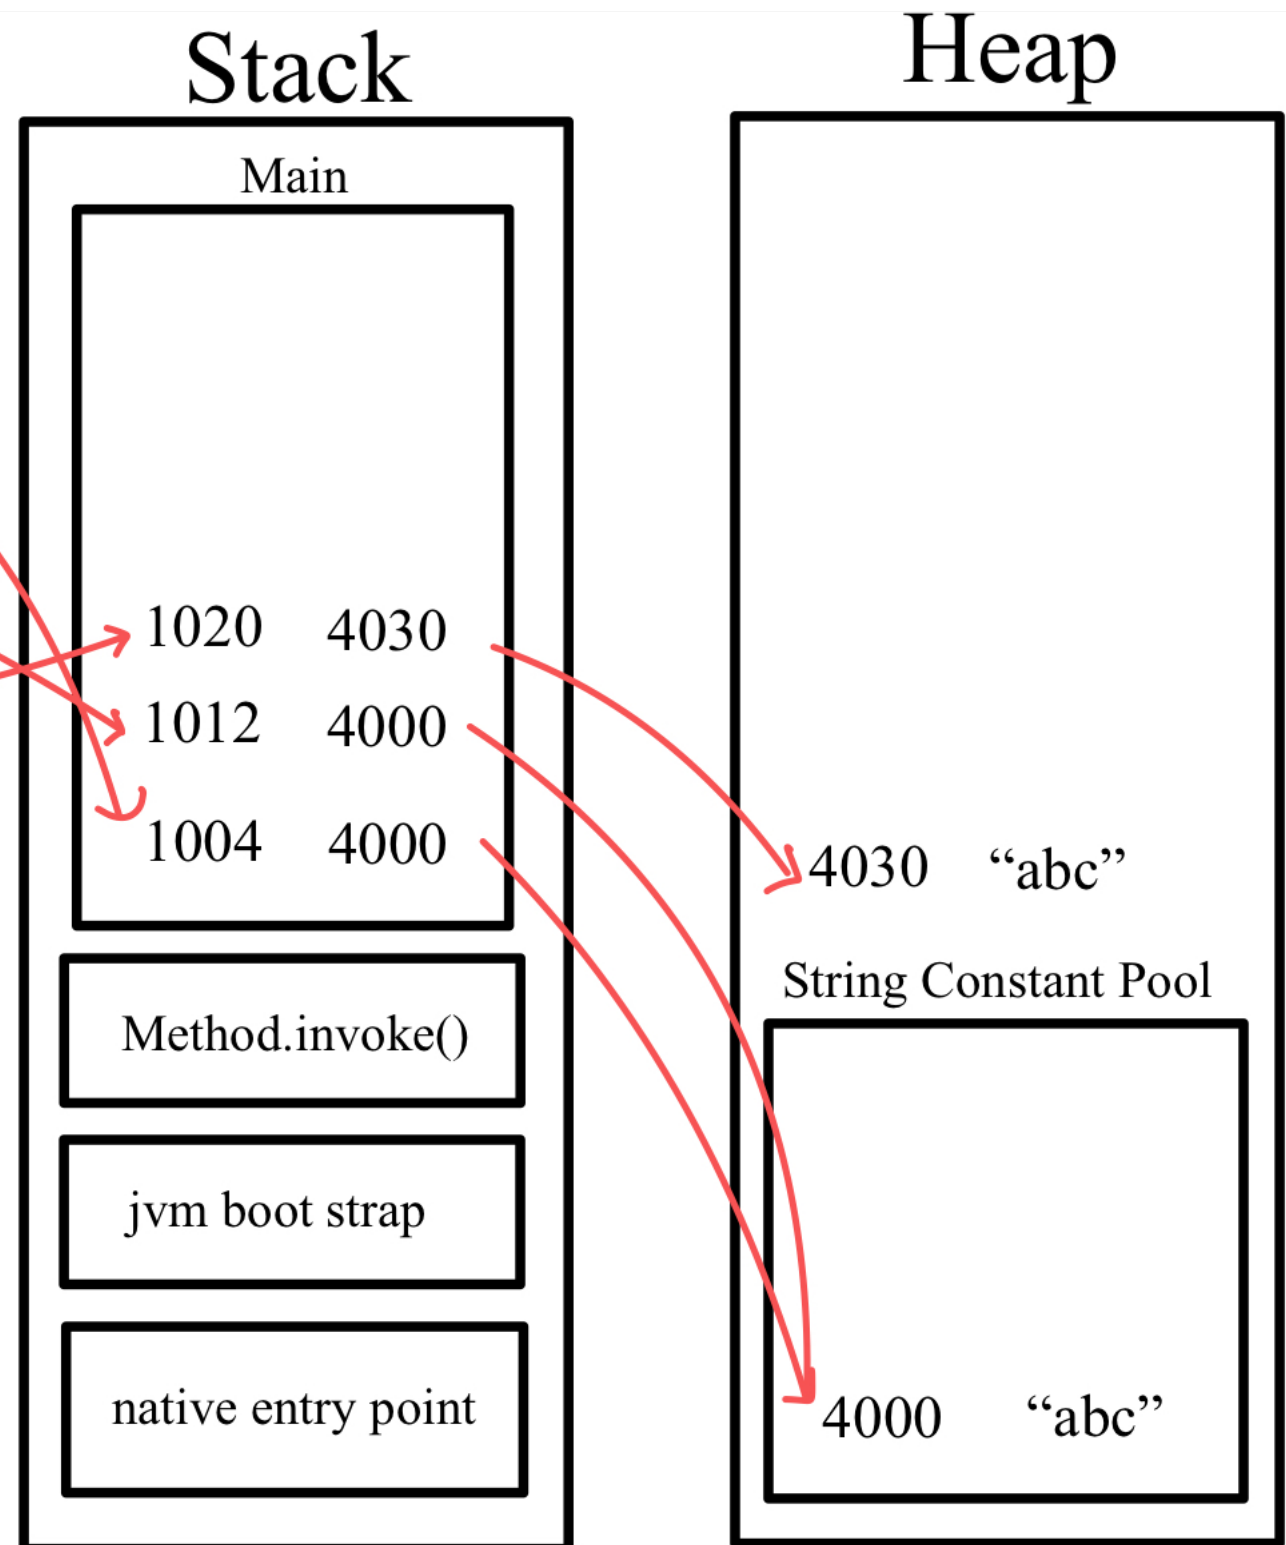 Stack
Main
1020 4030
1012 4000
1004 4000
Method.invoke()
jvm boot strap
native entry point
Heap
4030 “abc”
String Constant Pool
4000 “abc”